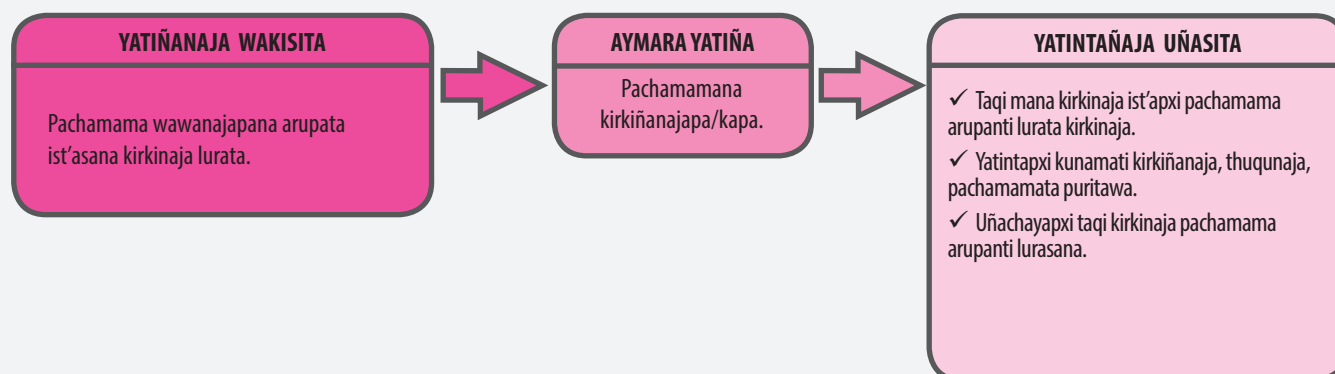 YATIÑANAJA WAKISITA
Pachamama wawanajapana arupata
ist'asana kirkinaja lurata.
AYMARA YATIÑA
Pachamamana
kirkiñanajapa/kapa.
YATINTAÑAJA UÑASITA
✓ Taqi mana kirkinaja ist'apxi pachamama
arupanti lurata kirkinaja.
✓ Yatintapxi kunamati kirkiñanaja, thuqunaja,
pachamamata puritawa.
✓ Uñachayapxi taqi kirkinaja pachamama
arupanti lurasana.